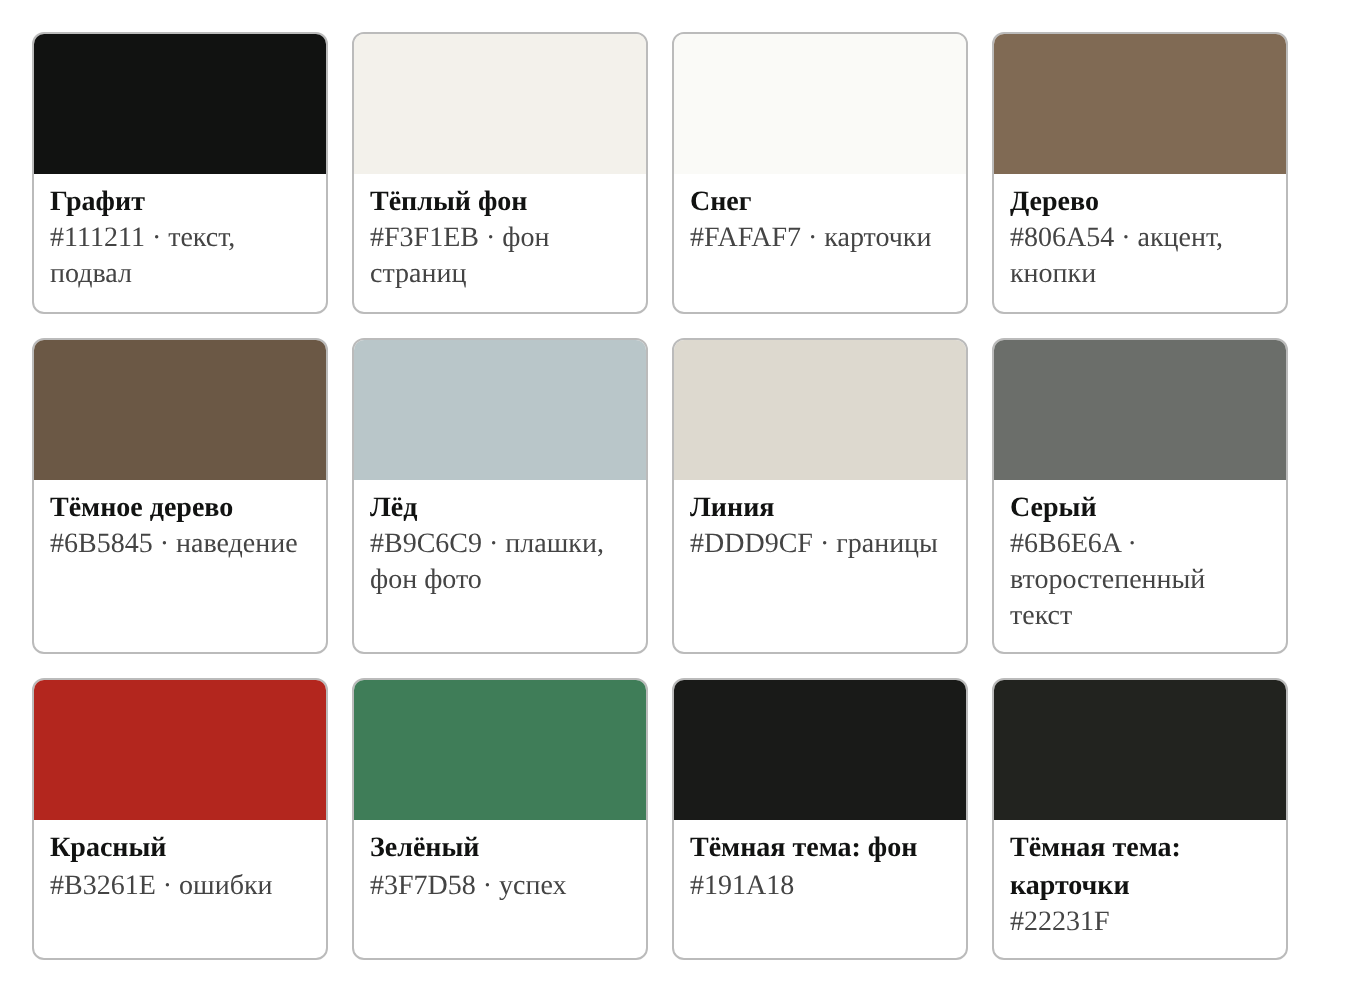 Графит
#111211 · текст,
подвал
Тёплый фон
#F3F1EB · фон
страниц
Снег
#FAFAF7 · карточки
Дерево
#806A54 · акцент,
кнопки
Тёмное дерево
#6B5845 · наведение
Лёд
#B9C6C9 · плашки,
фон фото
Линия
#DDD9CF · границы
Серый
#6B6E6A ·
второстепенный
текст
Красный
#B3261E · ошибки
Зелёный
#3F7D58 · успех
Тёмная тема: фон
#191A18
Тёмная тема:
карточки
#22231F